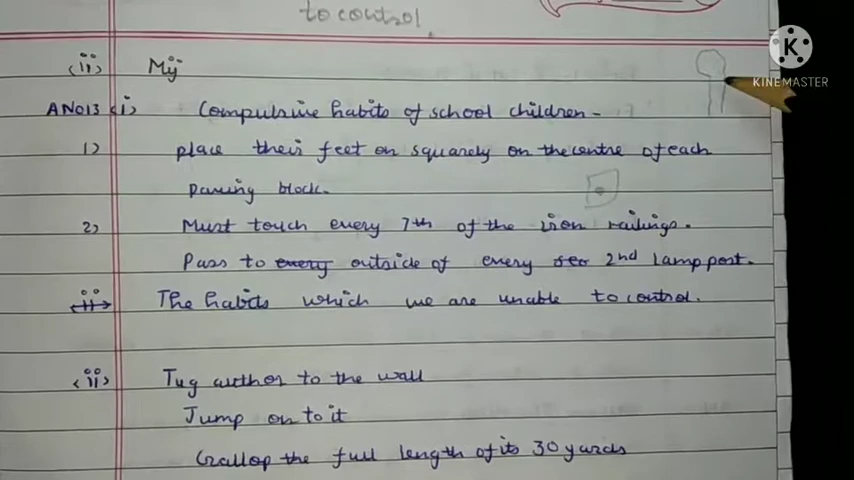 to control.
(ii) My
K
KINEMASTER
ANO13 (i) Compulsive habits of school children -
1) place their feet on squarely on the centre of each
paving block.
2) Must touch every 7th of the iron railings.
Pass to every outside of every sec 2nd lamp post.
(ii) The habits which we are unable to control.
(ii) Tug author to the wall
Jump on to it
Gallop the full length of its 30 yards